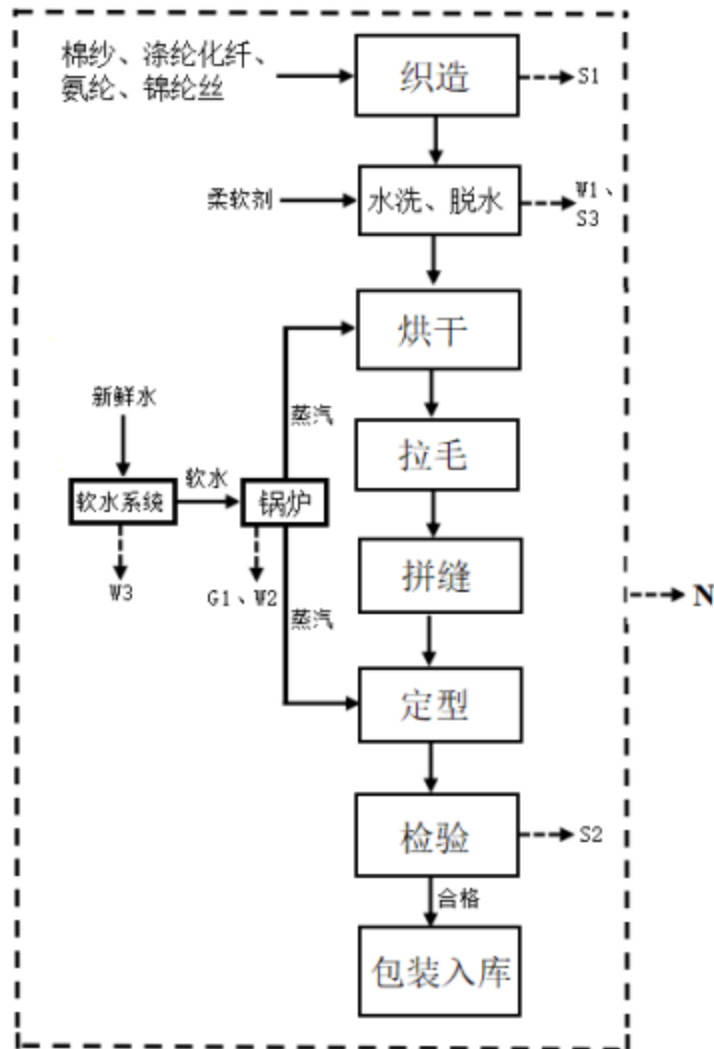 棉纱、涤纶化纤、
氨纶、锦纶丝
织造
S1
柔软剂
水洗、脱水
W1、
S3
烘干
蒸汽
新鲜水
拉毛
软水系统
软水
锅炉
W3
G1、W2
蒸汽
拼缝
N
定型
检验
S2
合格
包装入库